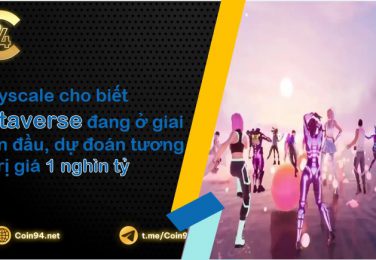 4
yscale cho biết
taverse đang ở giai
n đầu, dự đoán tương
rị giá 1 nghìn tỷ
Coin94.net
t.me/Coin9